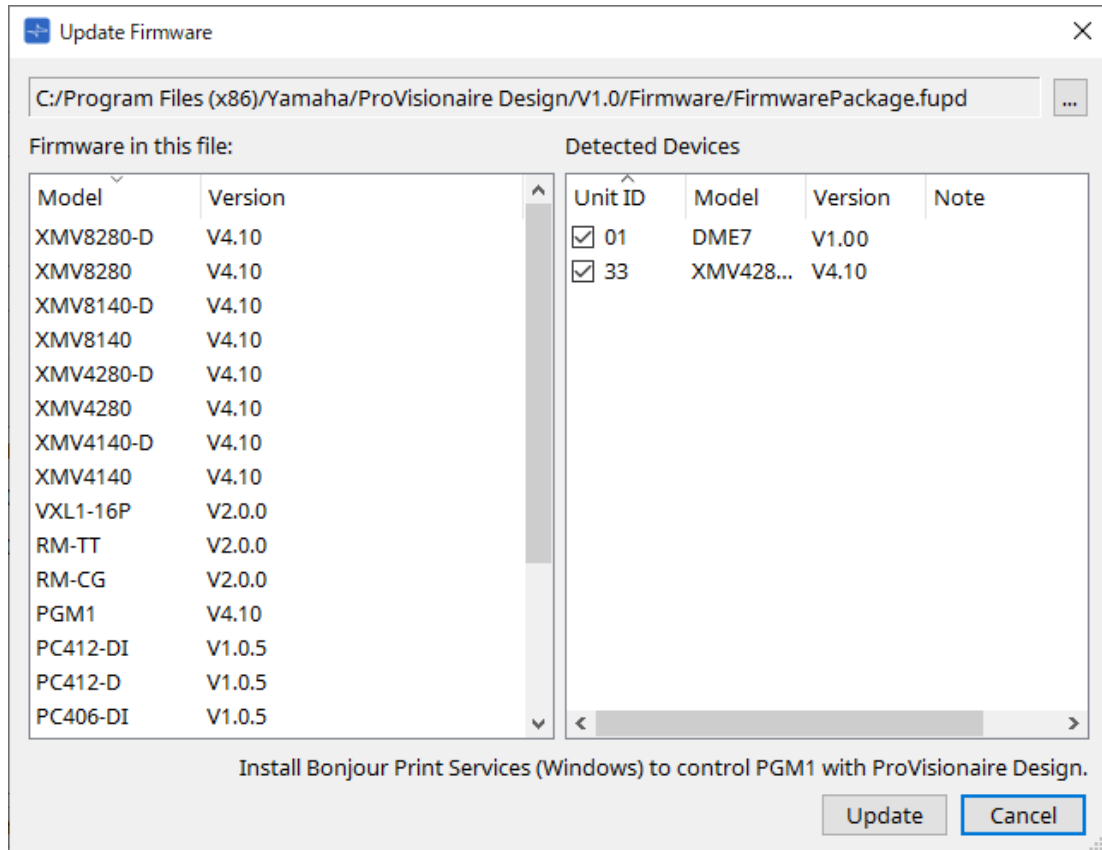 Update Firmware
C:/Program Files (x86)/Yamaha/ProVisionaire Design/V1.0/Firmware/FirmwarePackage.fupd ...
Firmware in this file:
Model Version
XMV8280-D V4.10
XMV8280 V4.10
XMV8140-D V4.10
XMV8140 V4.10
XMV4280-D V4.10
XMV4280 V4.10
XMV4140-D V4.10
XMV4140 V4.10
VXL1-16P V2.0.0
RM-TT V2.0.0
RM-CG V2.0.0
PGM1 V4.10
PC412-DI V1.0.5
PC412-D V1.0.5
PC406-DI V1.0.5
Detected Devices
Unit ID Model Version Note
01 DME7 V1.00
33 XMV428... V4.10
Install Bonjour Print Services (Windows) to control PGM1 with ProVisionaire Design.
Update Cancel